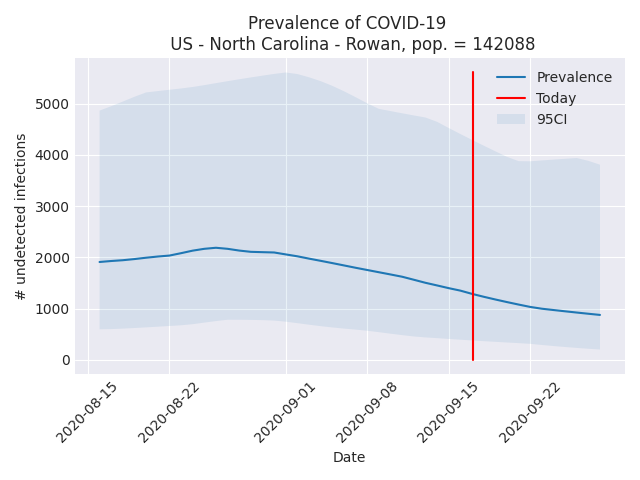 Prevalence of COVID-19
US - North Carolina - Rowan, pop. = 142088
Prevalence
Today
95CI
# undetected infections
5000
4000
3000
2000
1000
0
2020-08-15
2020-08-22
2020-09-01
2020-09-08
2020-09-15
2020-09-22
Date